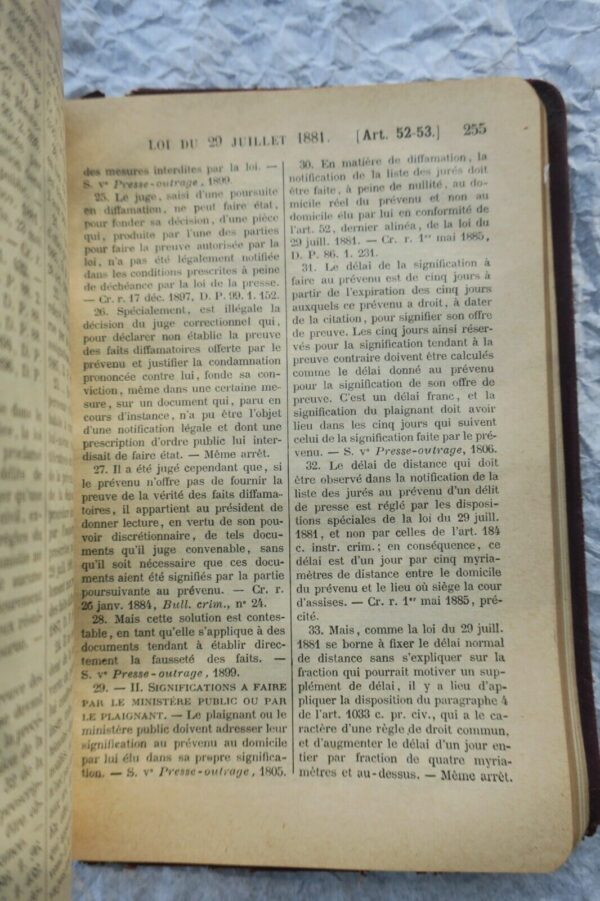 LOI DU 29 JUILLET 1881. [Art. 52-53.] 255
des mesures interdites par la loi. —
S. v° Presse-outrage, 1899.
25. Le juge, saisi d'une poursuite
en diffamation, ne peut faire état,
pour fonder sa décision, d'une pièce
qui, produite par l'une des parties
pour faire la preuve autorisée par la
loi, n'a pas été légalement notifiée
dans les conditions prescrites à peine
de déchéance par la loi de la presse.
— Cr. r. 17 déc. 1897, D. P. 99. 1. 152.
26. Spécialement, est illégale la
décision du juge correctionnel qui,
pour déclarer non établie la preuve
des faits diffamatoires offerte par le
prévenu et justifier la condamnation
prononcée contre lui, fonde sa con-
viction, même dans une certaine me-
sure, sur un document qui, paru en
cours d'instance, n'a pu être l'objet
d'une notification légale et dont une
prescription d'ordre public lui inter-
disait de faire état. — Même arrêt.
27. Il a été jugé cependant que, si
le prévenu n'offre pas de fournir la
preuve de la vérité des faits diffama-
toires, il appartient au président de
donner lecture, en vertu de son pou-
voir discrétionnaire, de tels docu-
ments qu'il juge convenable, sans
qu'il soit nécessaire que ces docu-
ments aient été signifiés par la partie
poursuivante au prévenu. — Cr. r.
26 janv. 1884, Bull. crim., n° 24.
28. Mais cette solution est contes-
table, en tant qu'elle s'applique à des
documents tendant à établir direc-
tement la fausseté des faits. —
S. v° Presse-outrage, 1899.
29. — II. SIGNIFICATIONS A FAIRE
PAR LE MINISTÈRE PUBLIC OU PAR
LE PLAIGNANT. — Le plaignant ou le
ministère public doivent adresser leur
signification au prévenu au domicile
par lui élu dans sa propre significa-
tion. — S. v° Presse-outrage, 1805.
30. En matière de diffamation, la
notification de la liste des jurés doit
être faite, à peine de nullité, au do-
micile réel du prévenu et non au
domicile élu par lui en conformité de
l'art. 52, dernier alinéa, de la loi du
29 juill. 1881. — Cr. r. 1er mai 1885,
D. P. 86. 1. 231.
31. Le délai de la signification à
faire au prévenu est de cinq jours à
partir de l'expiration des cinq jours
auxquels ce prévenu a droit, à dater
de la citation, pour signifier son offre
de preuve. Les cinq jours ainsi réser-
vés pour la signification tendant à la
preuve contraire doivent être calculés
comme le délai donné au prévenu
pour la signification de son offre de
preuve. C'est un délai franc, et la
signification du plaignant doit avoir
lieu dans les cinq jours qui suivent
celui de la signification faite par le pré-
venu. — S. v° Presse-outrage, 1806.
32. Le délai de distance qui doit
être observé dans la notification de la
liste des jurés au prévenu d'un délit
de presse est réglé par les disposi-
tions spéciales de la loi du 29 juill.
1881, et non par celles de l'art. 184
c. instr. crim.; en conséquence, ce
délai est d'un jour par cinq myria-
mètres de distance entre le domicile
du prévenu et le lieu où siège la cour
d'assises. — Cr. r. 1er mai 1885, pré-
cité.
33. Mais, comme la loi du 29 juill.
1881 se borne à fixer le délai normal
de distance sans s'expliquer sur la
fraction qui pourrait motiver un sup-
plément de délai, il y a lieu d'ap-
pliquer la disposition du paragraphe 4
de l'art. 1033 c. pr. civ., qui a le ca-
ractère d'une règle de droit commun,
et d'augmenter le délai d'un jour en-
tier par fraction de quatre myria-
mètres et au-dessus. — Même arrêt.